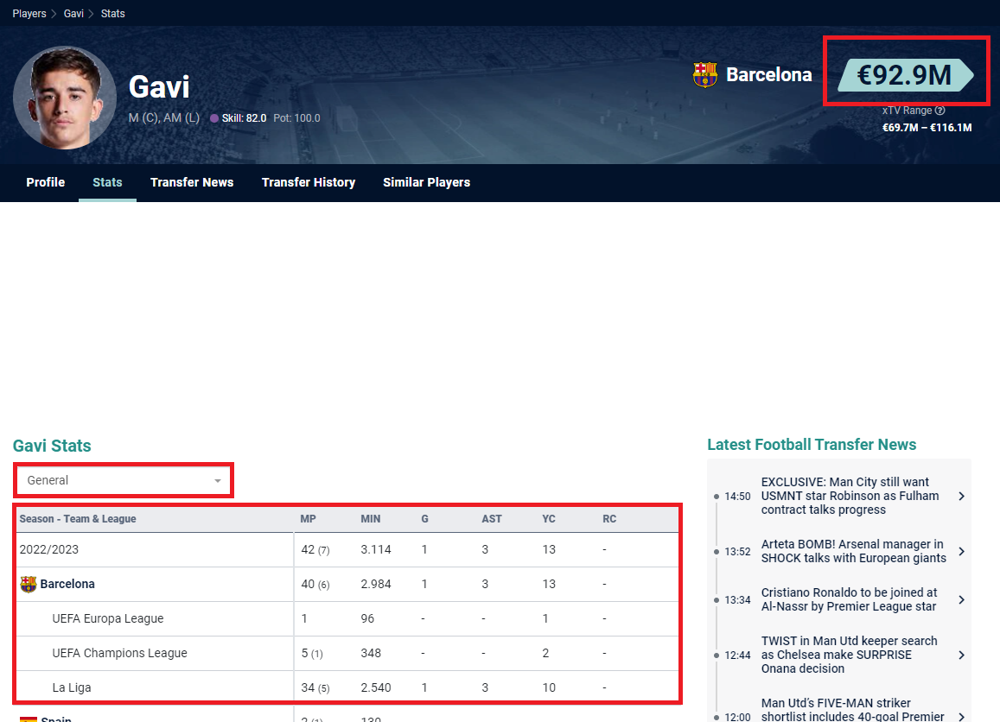 Players > Gavi > Stats
Gavi
M (C), AM (L) Skill: 82.0 Pot: 100.0
Barcelona
€92.9M
xTV Range ?
€69.7M – €116.1M
Profile Stats Transfer News Transfer History Similar Players
Gavi Stats
General
Season - Team & League MP MIN G AST YC RC
2022/2023 42 (7) 3.114 1 3 13 -
Barcelona 40 (6) 2.984 1 3 13 -
UEFA Europa League 1 96 - - 1 -
UEFA Champions League 5 (1) 348 - - 2 -
La Liga 34 (5) 2.540 1 3 10 -
Spain 2 (1) 130
Latest Football Transfer News
14:50 EXCLUSIVE: Man City still want
USMNT star Robinson as Fulham
contract talks progress
13:52 Arteta BOMB! Arsenal manager in
SHOCK talks with European giants
13:34 Cristiano Ronaldo to be joined at
Al-Nassr by Premier League star
12:44 TWIST in Man Utd keeper search
as Chelsea make SURPRISE
Onana decision
12:00 Man Utd's FIVE-MAN striker
shortlist includes 40-goal Premier